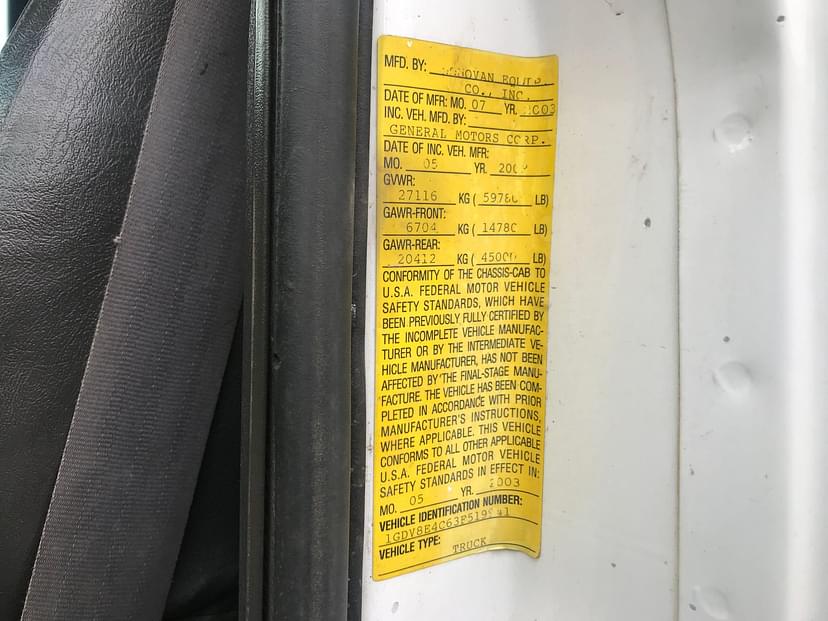 MFD. BY: EQUIP.
CO., INC.
DATE OF MFR: MO. 07 YR. 2003
INC. VEH. MFD. BY:
GENERAL MOTORS CORP.
DATE OF INC. VEH. MFR:
MO. 05 YR.
GVWR:
27116 KG ( LB)
GAWR-FRONT:
6704 KG ( LB)
GAWR-REAR:
20412 KG ( LB)
CONFORMITY OF THE CHASSIS-CAB TO
U.S.A. FEDERAL MOTOR VEHICLE
SAFETY STANDARDS, WHICH HAVE
BEEN PREVIOUSLY FULLY CERTIFIED BY
THE INCOMPLETE VEHICLE MANUFAC-
TURER OR BY THE INTERMEDIATE VE-
HICLE MANUFACTURER, HAS NOT BEEN
AFFECTED BY THE FINAL-STAGE MANU-
FACTURE. THE VEHICLE HAS BEEN COM-
PLETED IN ACCORDANCE WITH PRIOR
MANUFACTURER'S INSTRUCTIONS,
WHERE APPLICABLE. THIS VEHICLE
CONFORMS TO ALL OTHER APPLICABLE
U.S.A. FEDERAL MOTOR VEHICLE
SAFETY STANDARDS IN EFFECT IN:
MO. 05 YR. 2003
VEHICLE IDENTIFICATION NUMBER:
VEHICLE TYPE: TRUCK